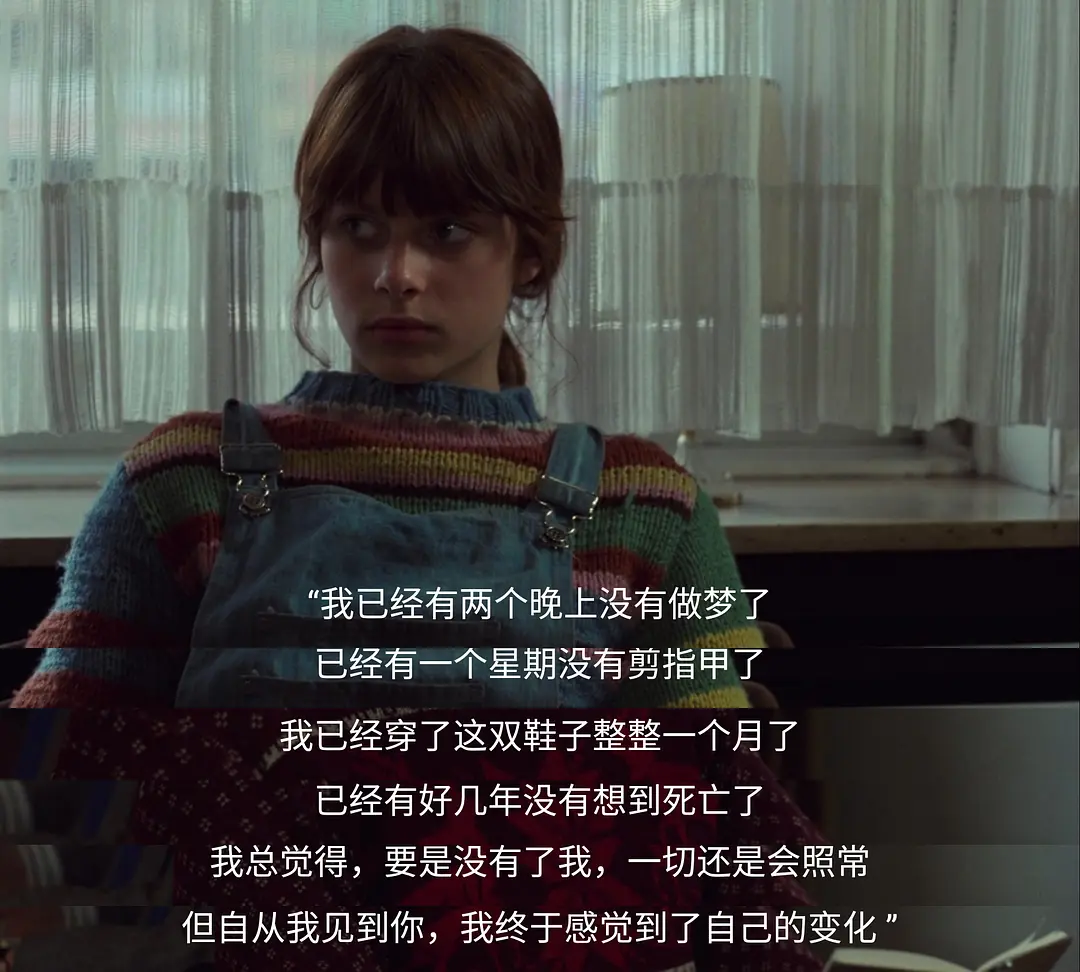 “我已经有两个晚上没有做梦了
已经有一个星期没有剪指甲了
我已经穿了这双鞋子整整一个月了
已经有好几年没有想到死亡了
我总觉得，要是没有了我，一切还是会照常
但自从我见到你，我终于感觉到了自己的变化 ”